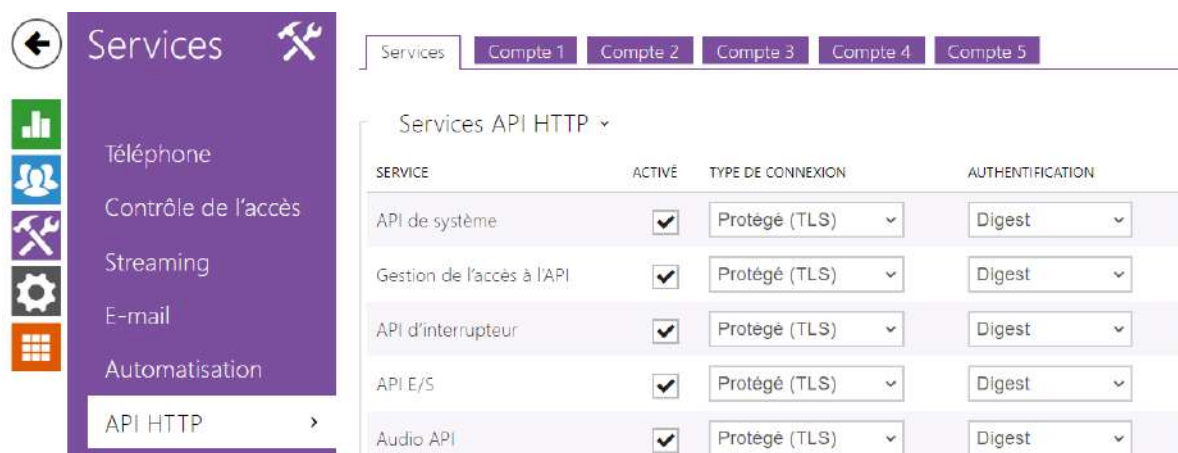 Services
Services Compte 1 Compte 2 Compte 3 Compte 4 Compte 5
Téléphone
Contrôle de l'accès
Streaming
E-mail
Automatisation
API HTTP
Services API HTTP
SERVICE ACTIVÉ TYPE DE CONNEXION AUTHENTIFICATION
API de système Protégé (TLS) Digest
Gestion de l'accès à l'API Protégé (TLS) Digest
API d'interrupteur Protégé (TLS) Digest
API E/S Protégé (TLS) Digest
Audio API Protégé (TLS) Digest